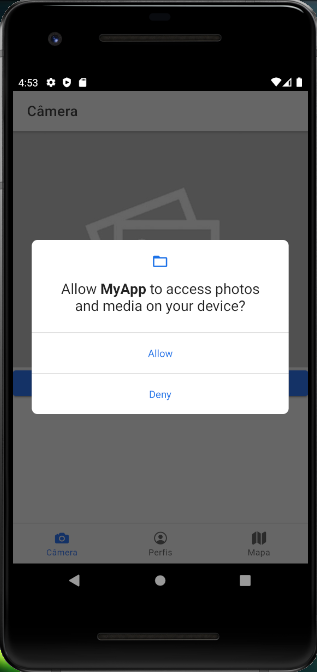 4:53
Câmera
Allow MyApp to access photos
and media on your device?
Allow
Deny
Câmera
Perfis
Mapa